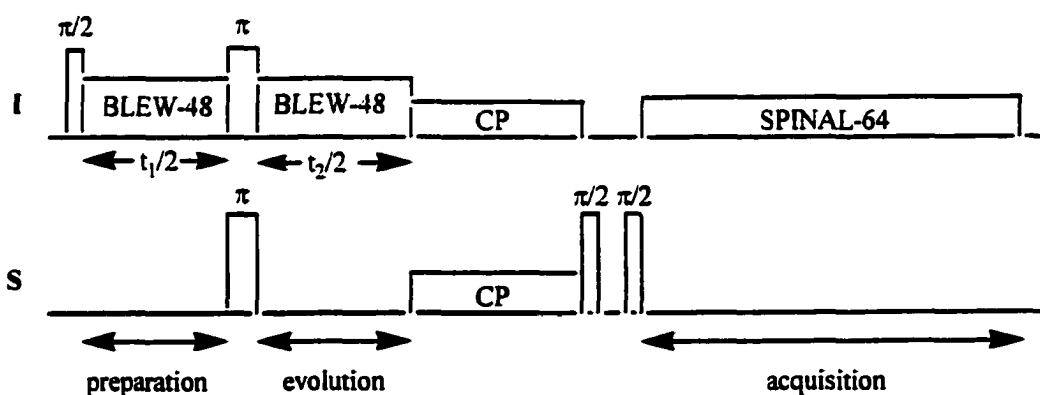 π/2 π
I BLEW-48 BLEW-48 CP SPINAL-64
t₁/2 t₂/2
π π/2 π/2
S CP
preparation evolution acquisition